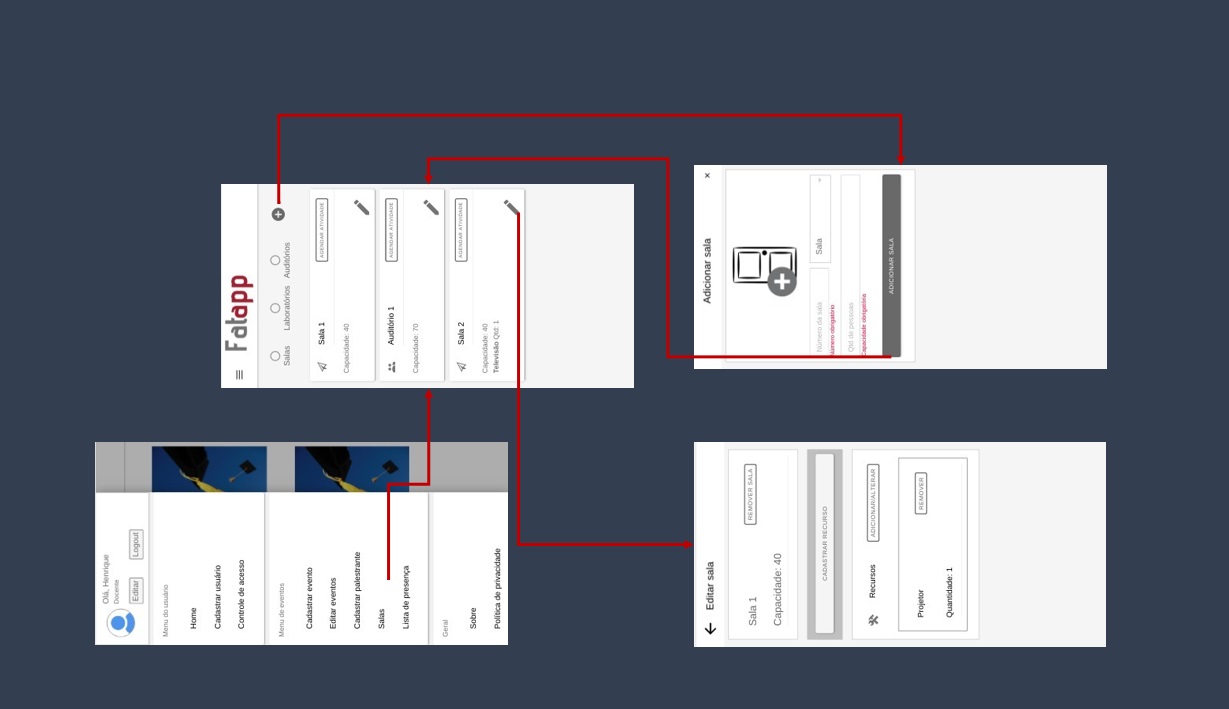 Olá, Henrique
Docente
Editar
Logout
Menu do usuário
Home
Cadastrar usuário
Controle de acesso
Menu de eventos
Cadastrar evento
Editar eventos
Cadastrar palestrante
Salas
Lista de presença
Geral
Sobre
Política de privacidade
Fatapp
Salas
Laboratórios
Auditórios
Sala 1
AGENDAR ATIVIDADE
Capacidade: 40
Auditório 1
AGENDAR ATIVIDADE
Capacidade: 70
Sala 2
AGENDAR ATIVIDADE
Capacidade: 40
Televisão Qtd: 1
Editar sala
Sala 1
REMOVER SALA
Capacidade: 40
CADASTRAR RECURSO
Recursos
ADICIONAR/ALTERAR
Projetor
REMOVER
Quantidade: 1
Adicionar sala
×
Número da sala
Sala
Número obrigatório
Qtd de pessoas
Capacidade obrigatória
ADICIONAR SALA